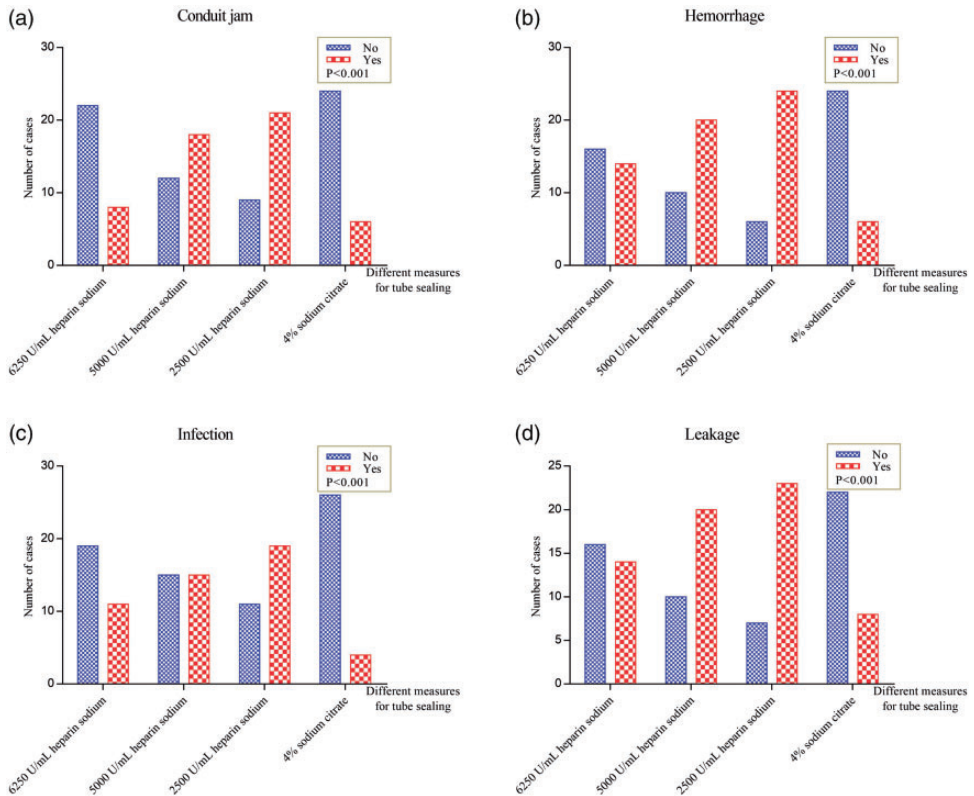 (a)
Conduit jam
No
Yes
P<0.001
30
20
10
0
Number of cases
6250 U/mL heparin sodium
5000 U/mL heparin sodium
2500 U/mL heparin sodium
4% sodium citrate
Different measures
for tube sealing
(b)
Hemorrhage
No
Yes
P<0.001
30
20
10
0
Number of cases
6250 U/mL heparin sodium
5000 U/mL heparin sodium
2500 U/mL heparin sodium
4% sodium citrate
Different measures
for tube sealing
(c)
Infection
No
Yes
P<0.001
30
20
10
0
Number of cases
6250 U/mL heparin sodium
5000 U/mL heparin sodium
2500 U/mL heparin sodium
4% sodium citrate
Different measures
for tube sealing
(d)
Leakage
No
Yes
P<0.001
25
20
15
10
5
0
Number of cases
6250 U/mL heparin sodium
5000 U/mL heparin sodium
2500 U/mL heparin sodium
4% sodium citrate
Different measures
for tube sealing